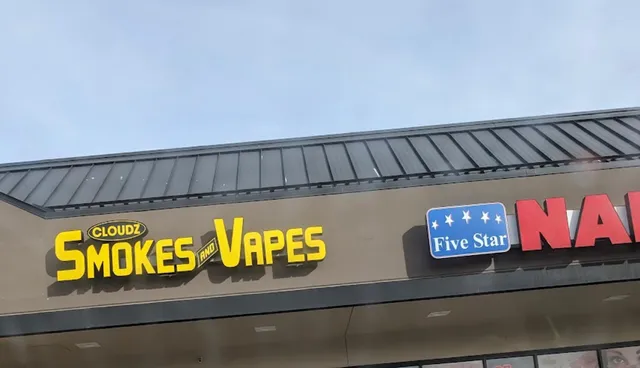 CLOUDZ
SMOKES AND VAPES
Five Star